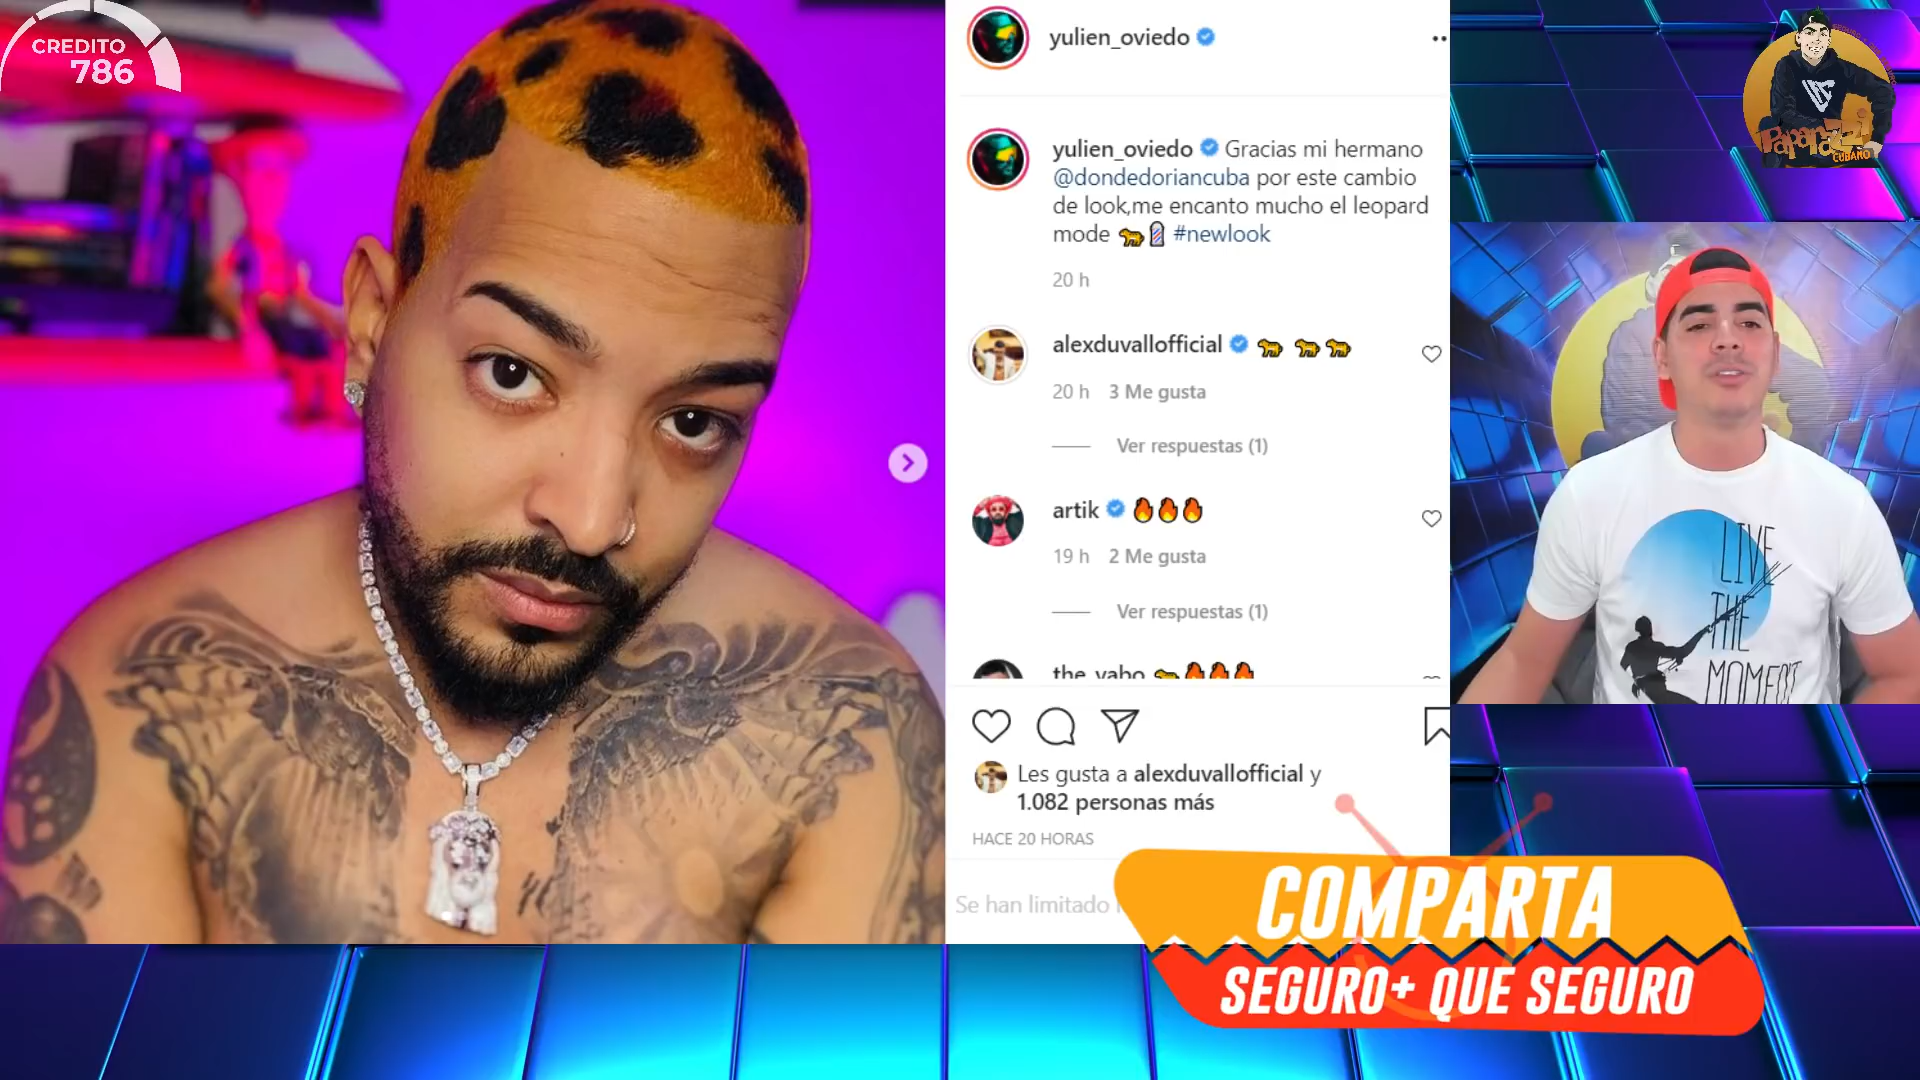 CREDITO
786
yulien_oviedo
yulien_oviedo Gracias mi hermano
@dondedoriancuba por este cambio
de look,me encanto mucho el leopard
mode #newlook
20 h
alexduvallofficial
20 h 3 Me gusta
Ver respuestas (1)
artik
19 h 2 Me gusta
Ver respuestas (1)
the_yabo
Les gusta a alexduvallofficial y
1.082 personas más
HACE 20 HORAS
Se han limitado
Paparazzi
CUBANO
LIVE
THE
MOMENT
COMPARTA
SEGURO+ QUE SEGURO